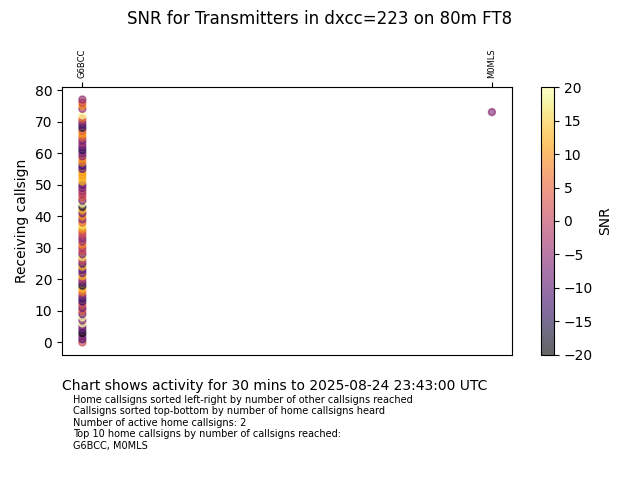 SNR for Transmitters in dxcc=223 on 80m FT8
G6BCC
M0MLS
80
70
60
50
40
30
20
10
0
Receiving callsign
20
15
10
5
0
−5
−10
−15
−20
SNR
Chart shows activity for 30 mins to 2025-08-24 23:43:00 UTC
Home callsigns sorted left-right by number of other callsigns reached
Callsigns sorted top-bottom by number of home callsigns heard
Number of active home callsigns: 2
Top 10 home callsigns by number of callsigns reached:
G6BCC, M0MLS